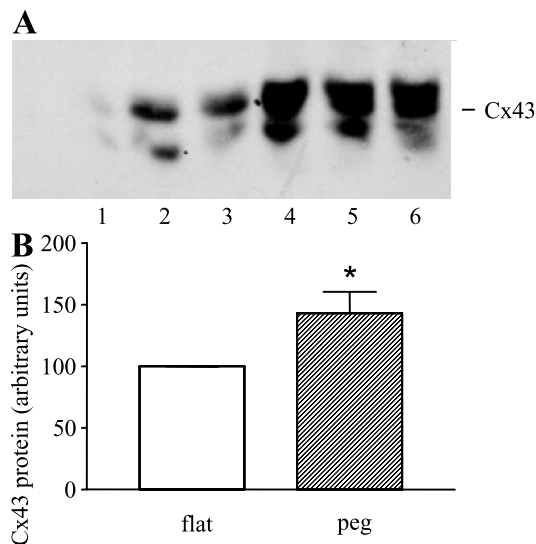 A
– Cx43
1 2 3 4 5 6
B
Cx43 protein (arbitrary units)
200
150
100
50
0
*
flat peg